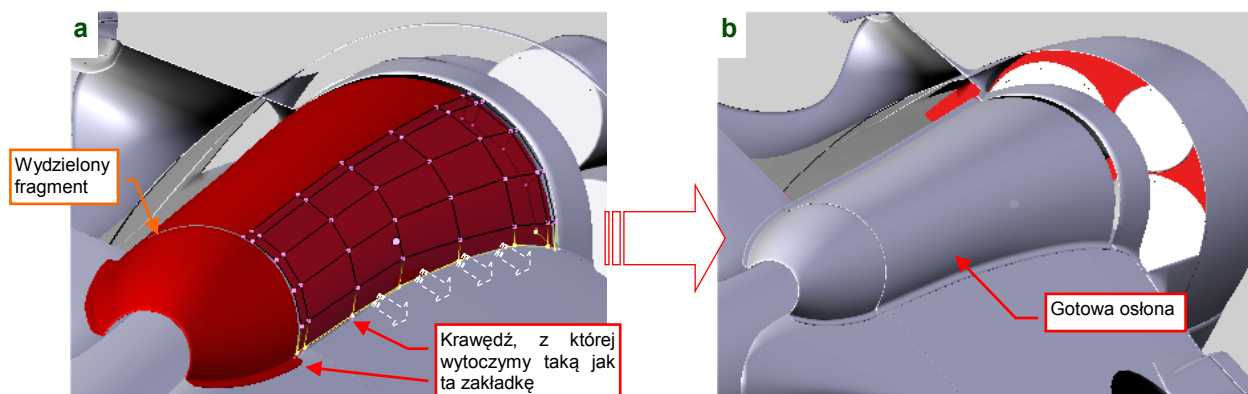 a
b
Wydzielony
fragment
Gotowa osłona
Krawędź, z której
wytoczymy taką jak
ta zakładkę